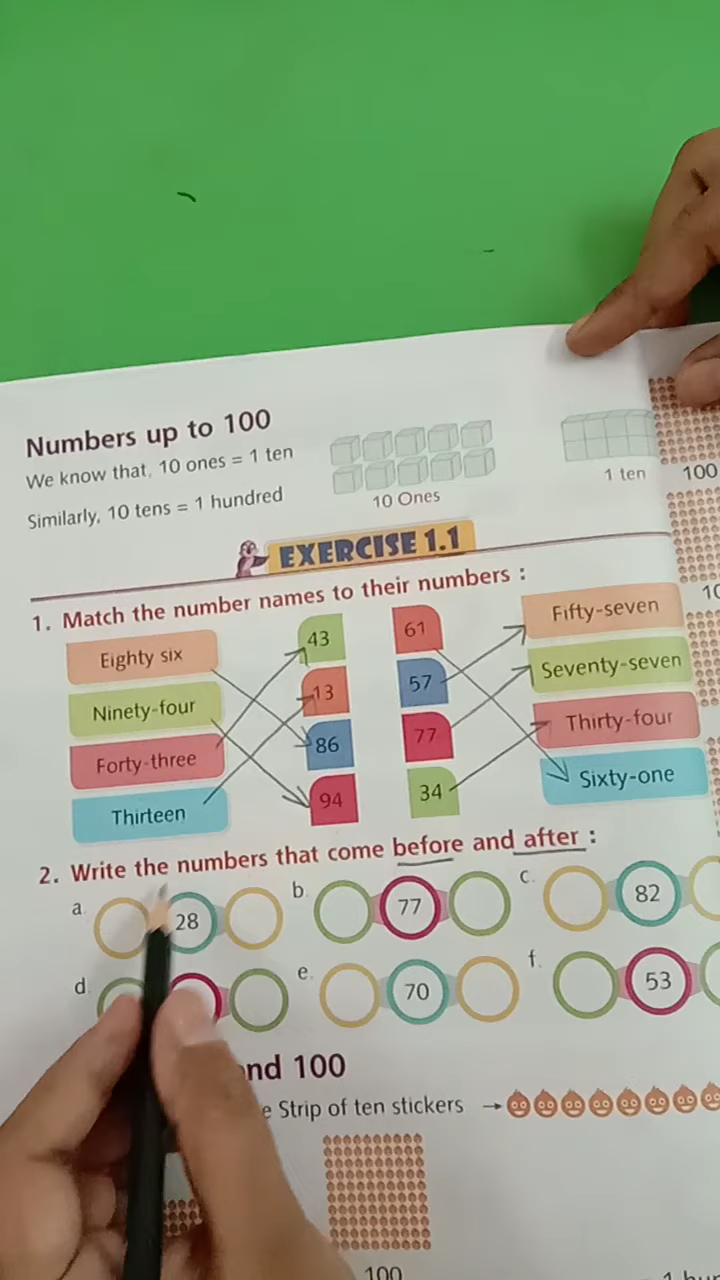 Numbers up to 100
We know that, 10 ones = 1 ten
Similarly, 10 tens = 1 hundred
10 Ones
1 ten
100
EXERCISE 1.1
1. Match the number names to their numbers :
Eighty six
43
61
Fifty-seven
Ninety-four
13
57
Seventy-seven
Forty-three
86
77
Thirty-four
Thirteen
94
34
Sixty-one
2. Write the numbers that come before and after :
a.
28
b.
77
c.
82
d.
e.
70
f.
53
nd 100
e Strip of ten stickers →
100